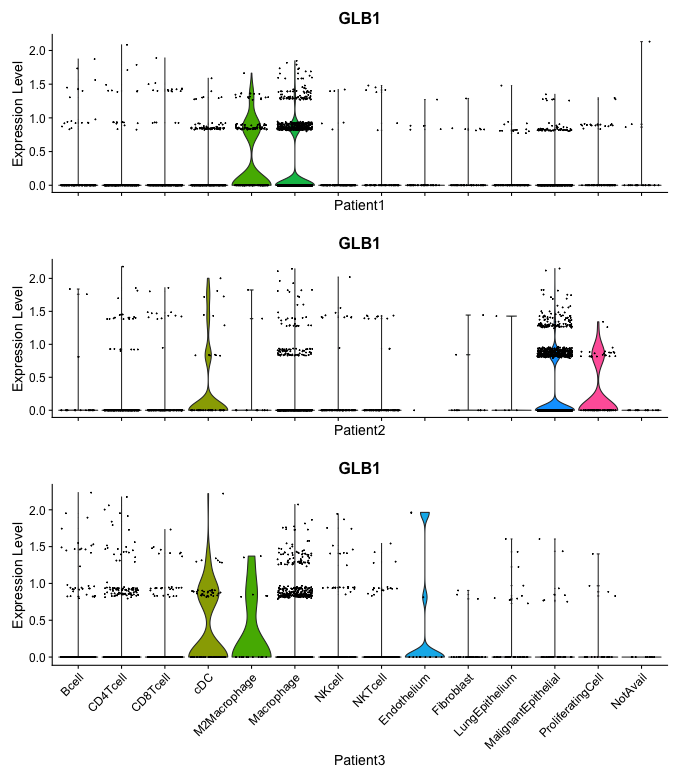 GLB1
Expression Level
2.0
1.5
1.0
0.5
0.0
Patient1
GLB1
Expression Level
2.0
1.5
1.0
0.5
0.0
Patient2
GLB1
Expression Level
2.0
1.5
1.0
0.5
0.0
Bcell
CD4Tcell
CD8Tcell
cDC
M2Macrophage
Macrophage
NKcell
NKTcell
Endothelium
Fibroblast
LungEpithelium
MalignantEpithelial
ProliferatingCell
NotAvail
Patient3